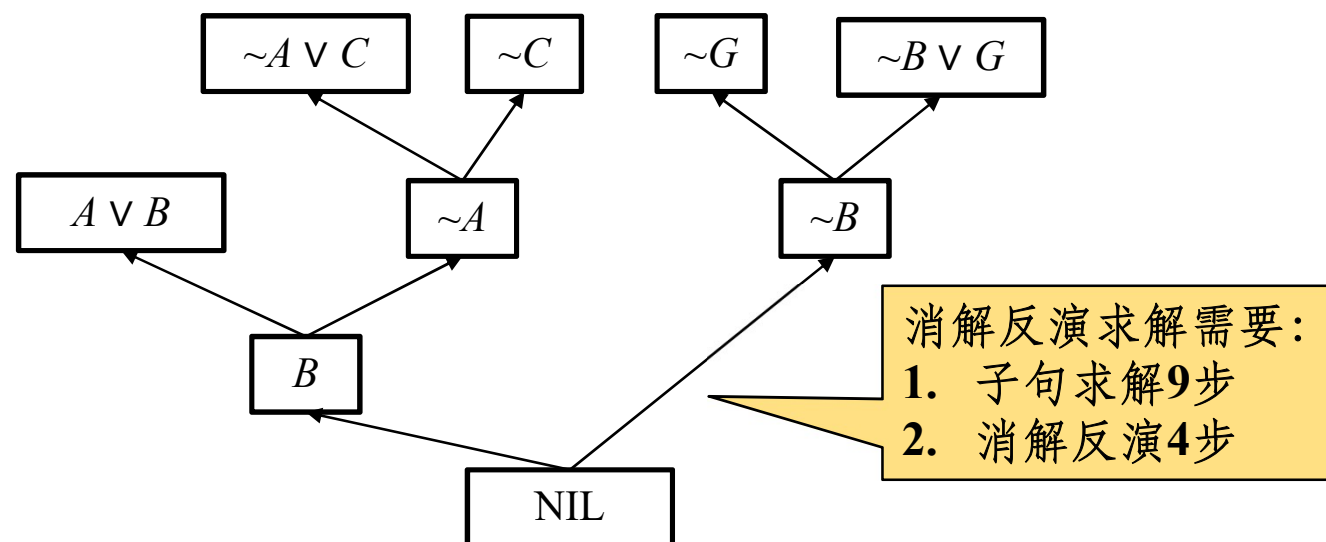 ~A ∨ C
~C
~G
~B ∨ G
A ∨ B
~A
~B
B
消解反演求解需要：
1. 子句求解9步
2. 消解反演4步
NIL